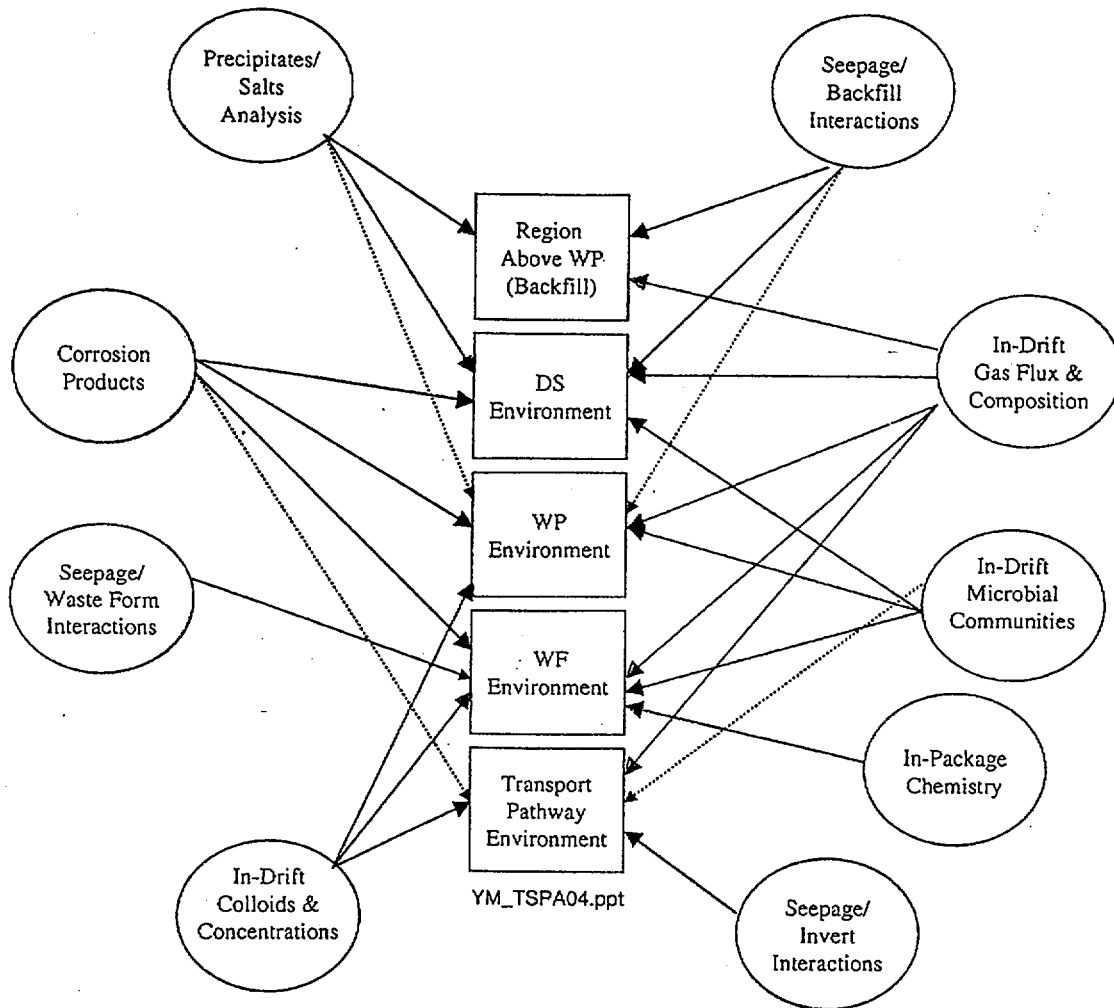 Precipitates/
Salts
Analysis
Seepage/
Backfill
Interactions
Region
Above WP
(Backfill)
Corrosion
Products
DS
Environment
In-Drift
Gas Flux &
Composition
WP
Environment
Seepage/
Waste Form
Interactions
In-Drift
Microbial
Communities
WF
Environment
In-Package
Chemistry
Transport
Pathway
Environment
In-Drift
Colloids &
Concentrations
YM_TSPA04.ppt
Seepage/
Invert
Interactions